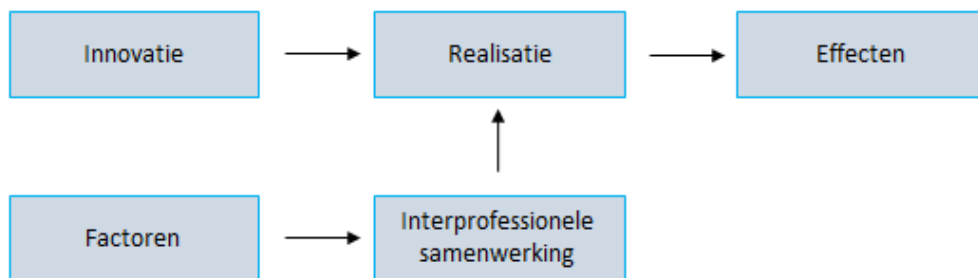 Innovatie
Realisatie
Effecten
Factoren
Interprofessionele
samenwerking